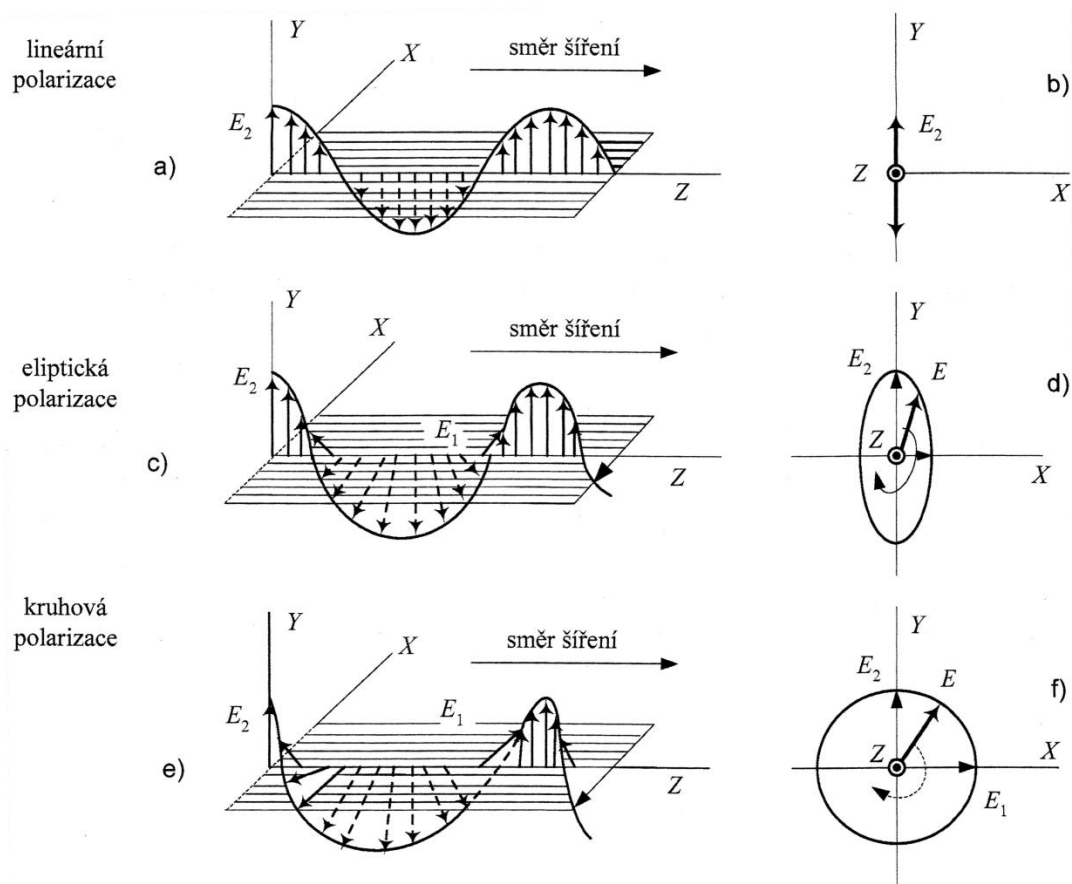 lineární
polarizace
Y
X
směr šíření
E2
a)
Z
Y
b)
E2
Z
X
eliptická
polarizace
Y
X
směr šíření
E2
E1
c)
Z
Y
E2
E
d)
Z
X
kruhová
polarizace
Y
X
směr šíření
E2
E1
e)
Z
Y
E2
E
f)
Z
X
E1